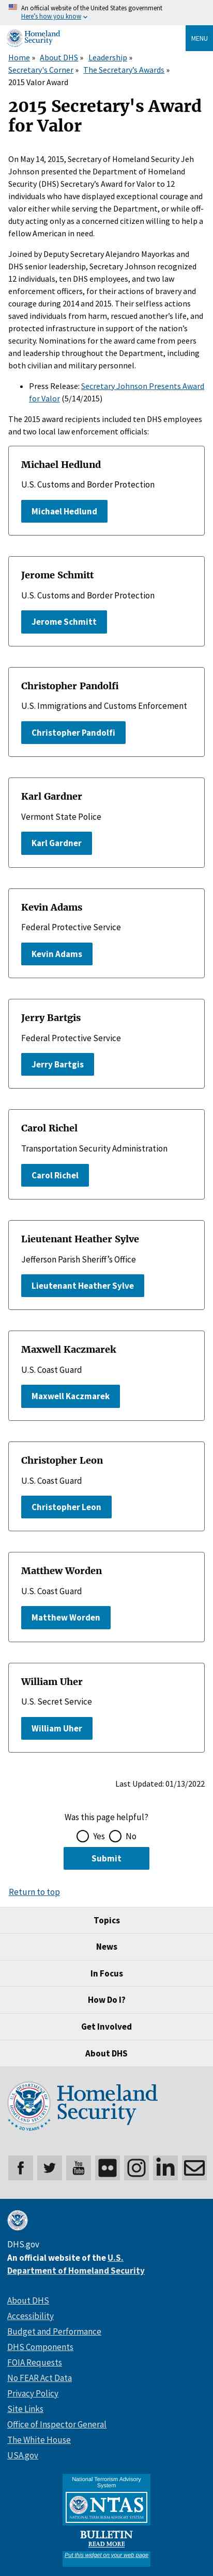 An official website of the United States government
Here's how you know
Homeland
Security
MENU
Home » About DHS » Leadership »
Secretary's Corner » The Secretary's Awards »
2015 Valor Award
2015 Secretary's Award
for Valor
On May 14, 2015, Secretary of Homeland Security Jeh
Johnson presented the Department of Homeland
Security (DHS) Secretary's Award for Valor to 12
individuals who displayed exceptional courage and
valor either while serving the Department, or while off-
duty acting only as a concerned citizen willing to help a
fellow American in need.
Joined by Deputy Secretary Alejandro Mayorkas and
DHS senior leadership, Secretary Johnson recognized
12 individuals, ten DHS employees, and two law
enforcement officials, for their actions of bravery and
courage during 2014 and 2015. Their selfless actions
saved individuals from harm, rescued another's life, and
protected infrastructure in support of the nation's
security. Nominations for the award came from peers
and leadership throughout the Department, including
both civilian and military personnel.
Press Release: Secretary Johnson Presents Award
for Valor (5/14/2015)
The 2015 award recipients included ten DHS employees
and two local law enforcement officials:
Michael Hedlund
U.S. Customs and Border Protection
Michael Hedlund
Jerome Schmitt
U.S. Customs and Border Protection
Jerome Schmitt
Christopher Pandolfi
U.S. Immigrations and Customs Enforcement
Christopher Pandolfi
Karl Gardner
Vermont State Police
Karl Gardner
Kevin Adams
Federal Protective Service
Kevin Adams
Jerry Bartgis
Federal Protective Service
Jerry Bartgis
Carol Richel
Transportation Security Administration
Carol Richel
Lieutenant Heather Sylve
Jefferson Parish Sheriff's Office
Lieutenant Heather Sylve
Maxwell Kaczmarek
U.S. Coast Guard
Maxwell Kaczmarek
Christopher Leon
U.S. Coast Guard
Christopher Leon
Matthew Worden
U.S. Coast Guard
Matthew Worden
William Uher
U.S. Secret Service
William Uher
Last Updated: 01/13/2022
Was this page helpful?
Yes No
Submit
Return to top
Topics
News
In Focus
How Do I?
Get Involved
About DHS
Homeland
Security
DHS.gov
An official website of the U.S.
Department of Homeland Security
About DHS
Accessibility
Budget and Performance
DHS Components
FOIA Requests
No FEAR Act Data
Privacy Policy
Site Links
Office of Inspector General
The White House
USA.gov
National Terrorism Advisory
System
NTAS
BULLETIN
READ MORE
Put this widget on your web page